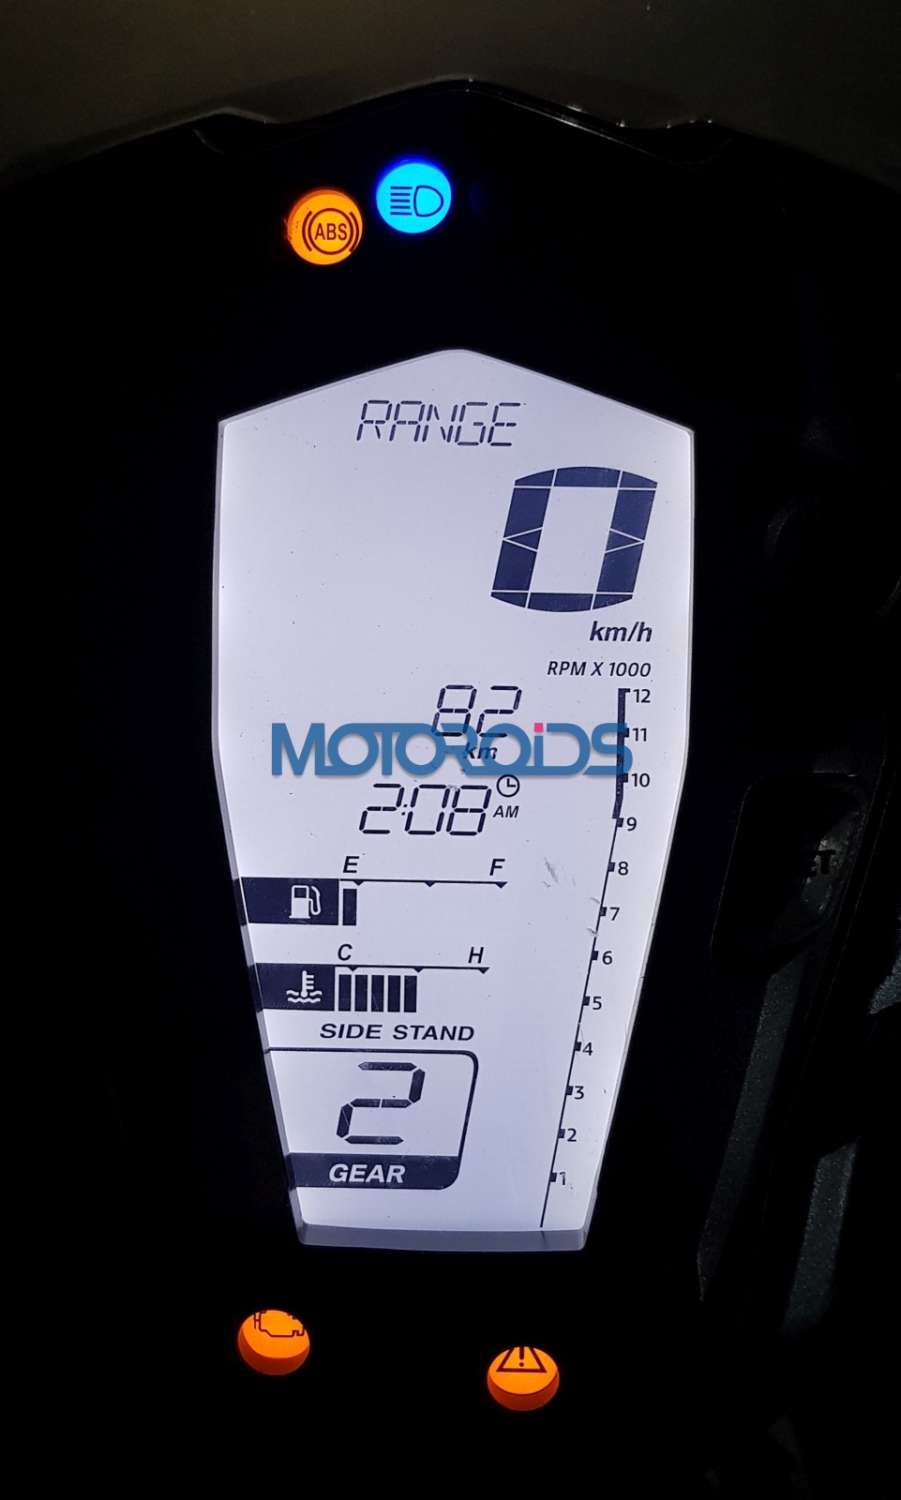 ABS
RANGE
0
km/h
RPM X 1000
82
km
MOTOROIDS
2:08 AM
E F
C H
SIDE STAND
2
GEAR
12
11
10
9
8
7
6
5
4
3
2
1